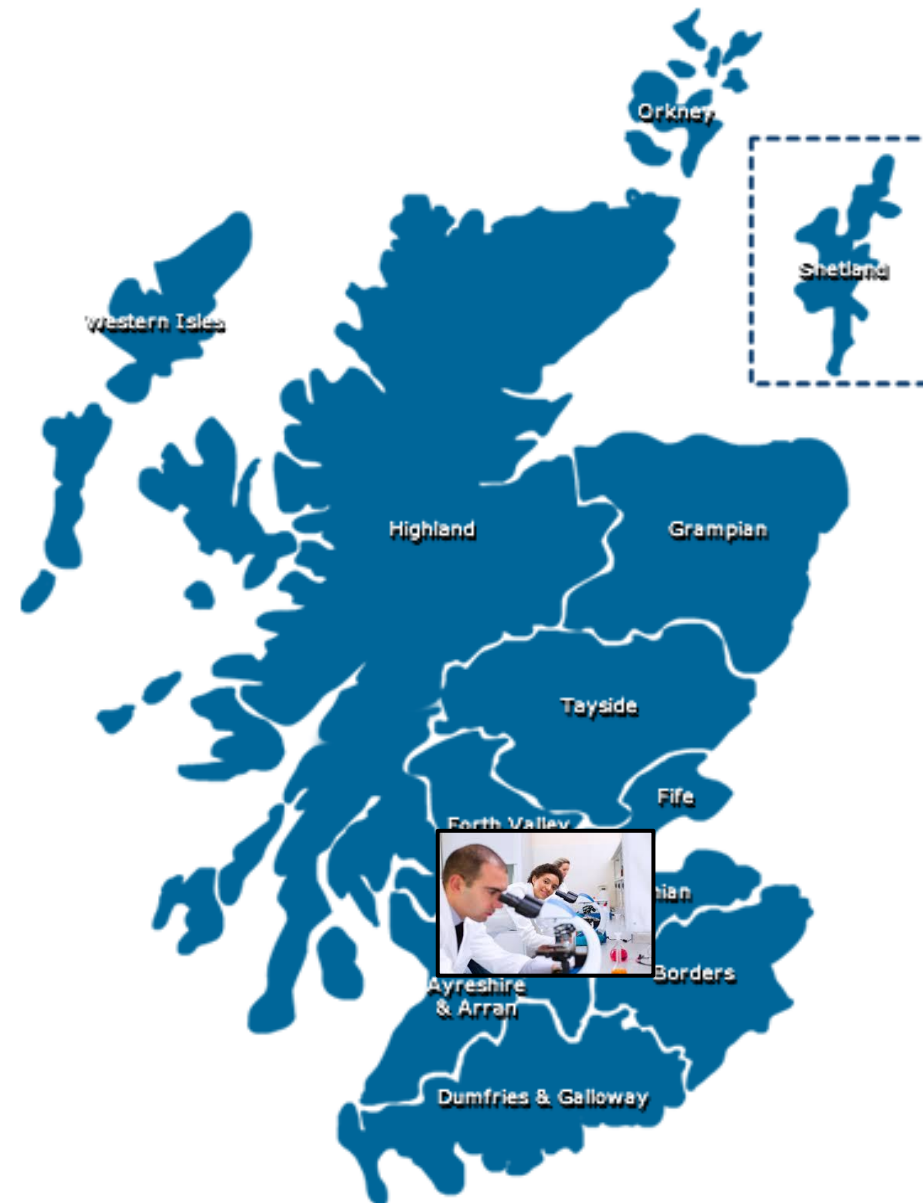 Orkney
Shetland
Western Isles
Highland
Grampian
Tayside
Fife
Forth Valley
hian
Borders
Ayreshire
& Arran
Dumfries & Galloway